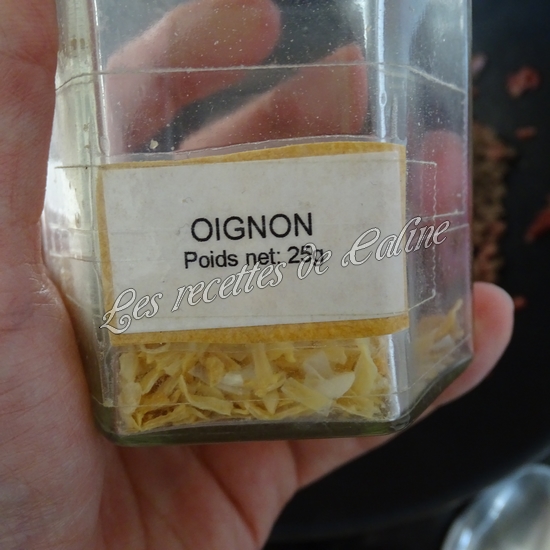 OIGNON
Poids net: 25g
Les recettes de Caline